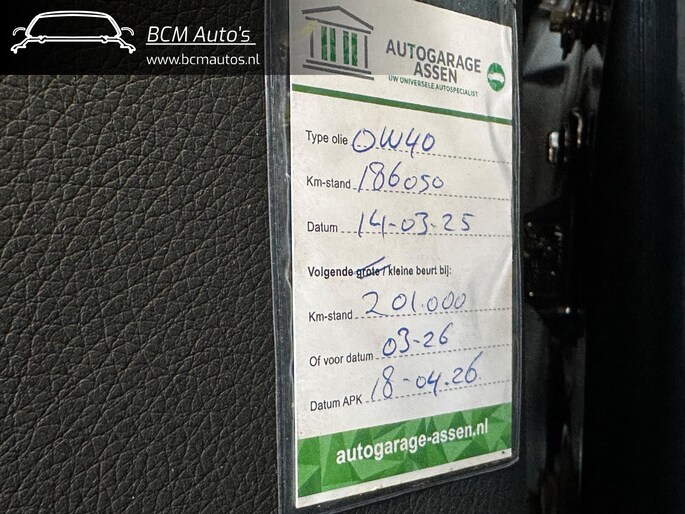 BCM Auto's
www.bcmautos.nl
AUTOGARAGE
ASSEN
UW UNIVERSELE AUTOSPECIALIST
Type olie 0W40
Km-stand 186050
Datum 14-03-25
Volgende grote / kleine beurt bij:
Km-stand 201.000
Of voor datum 03-26
Datum APK 18-04.26
autogarage-assen.nl